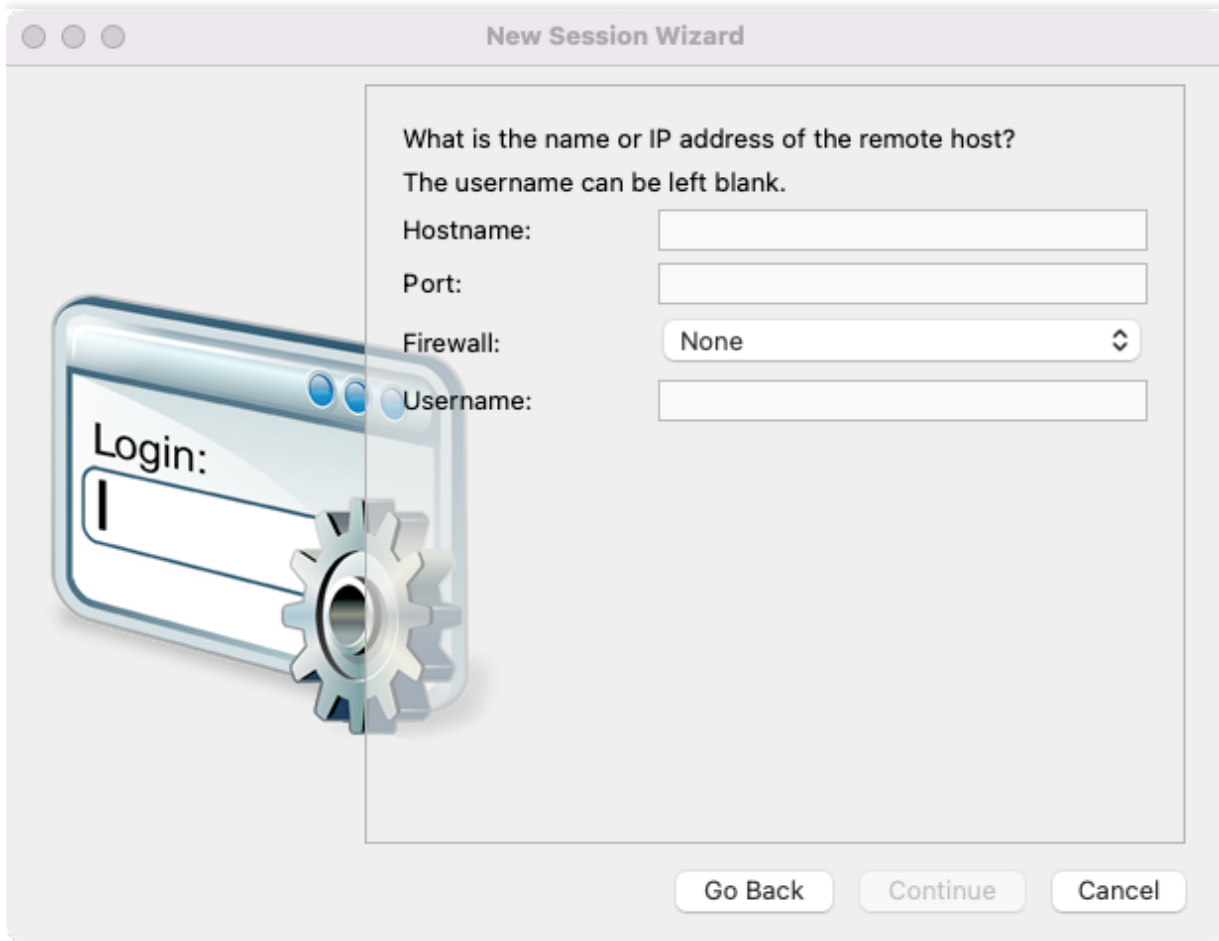 New Session Wizard
What is the name or IP address of the remote host?
The username can be left blank.
Hostname:
Port:
Firewall: None
Username:
Login:
Go Back Continue Cancel